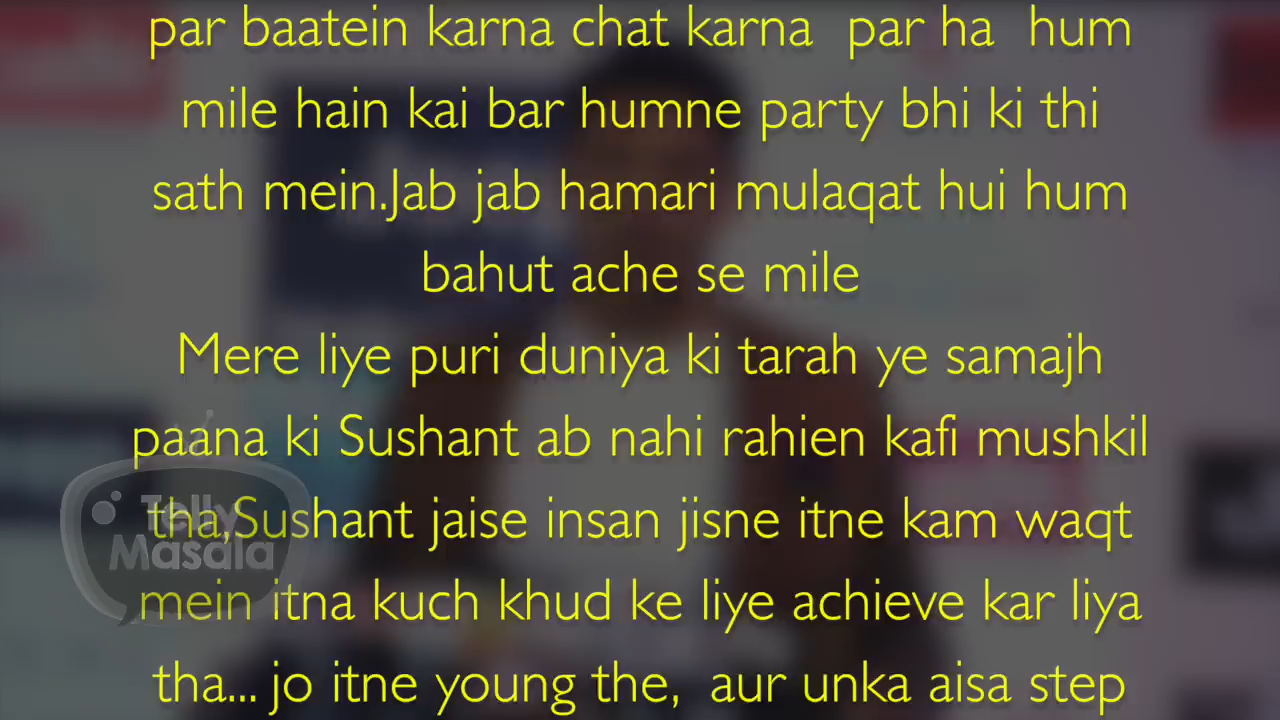 par baatein karna chat karna  par ha  hum
mile hain kai bar humne party bhi ki thi
sath mein.Jab jab hamari mulaqat hui hum
bahut ache se mile
Mere liye puri duniya ki tarah ye samajh
paana ki Sushant ab nahi rahien kafi mushkil
tha,Sushant jaise insan jisne itne kam waqt
Telly
Masala
mein itna kuch khud ke liye achieve kar liya
tha... jo itne young the,  aur unka aisa step